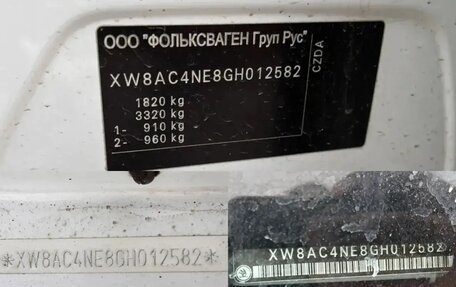 ООО "ФОЛЬКСВАГЕН Груп Рус"
XW8AC4NE8GH012582
CZDA
1820 kg
3320 kg
1- 910 kg
2- 960 kg
*XW8AC4NE8GH012582*
XW8AC4NE8GH012582